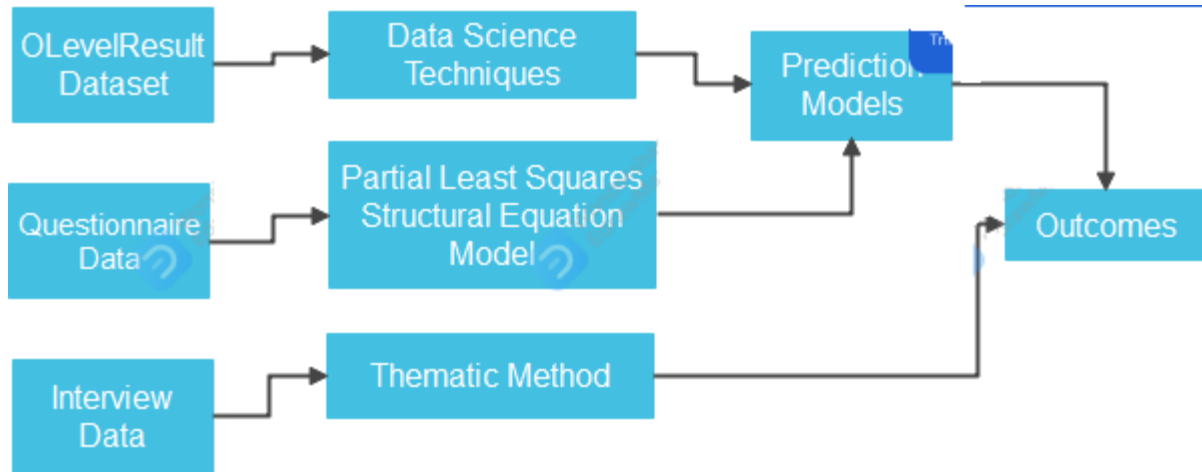 OLevelResult
Dataset
Data Science
Techniques
Prediction
Models
Questionnaire
Data
Partial Least Squares
Structural Equation
Model
Outcomes
Interview
Data
Thematic Method